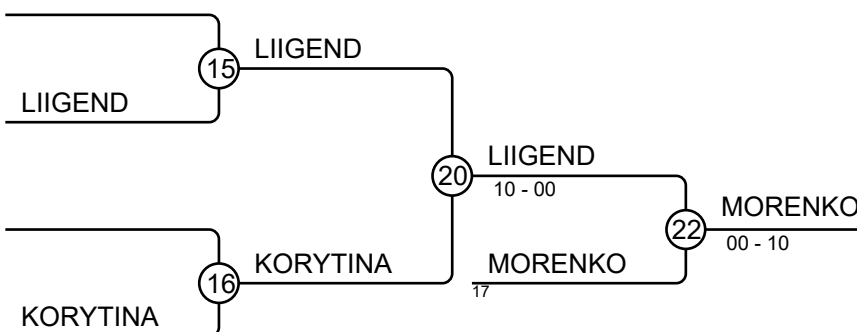 LIIGEND
15
LIIGEND
LIIGEND
20
10 - 00
MORENKO
22
00 - 10
KORYTINA
16
MORENKO
17
KORYTINA